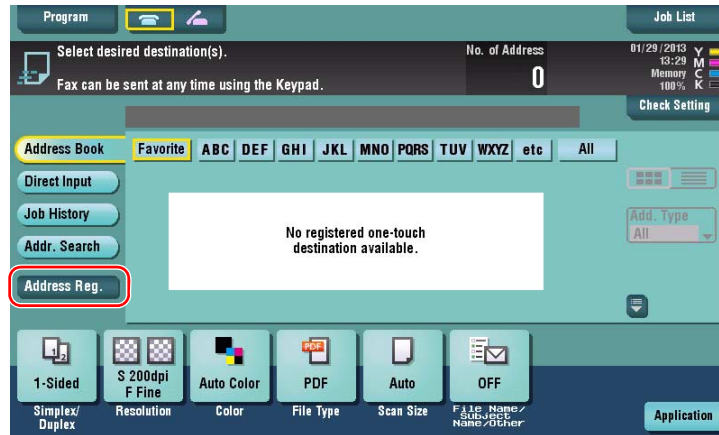 Program
Job List
Select desired destination(s).
No. of Address
01/29/2013
13:29
Memory
100%
Y
M
C
K
Fax can be sent at any time using the Keypad.
0
Check Setting
Address Book
Favorite ABC DEF GHI JKL MNO PQRS TUV WXYZ etc All
Direct Input
Job History
Addr. Search
Address Reg.
No registered one-touch
destination available.
Add. Type
All
1 2
1-Sided
Simplex/
Duplex
S 200dpi
F Fine
Resolution
Auto Color
Color
PDF
PDF
File Type
Auto
Scan Size
OFF
File Name/
Subject
Name/Other
Application